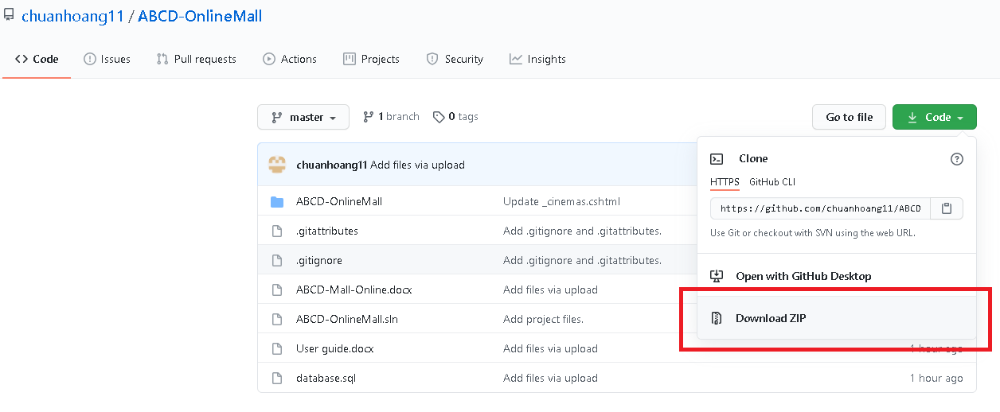 chuanhoang11 / ABCD-OnlineMall
Code Issues Pull requests Actions Projects Security Insights
master 1 branch 0 tags Go to file Code
chuanhoang11 Add files via upload
ABCD-OnlineMall Update _cinemas.cshtml
.gitattributes Add .gitignore and .gitattributes.
.gitignore Add .gitignore and .gitattributes.
ABCD-Mall-Online.docx Add files via upload
ABCD-OnlineMall.sln Add project files.
User guide.docx Add files via upload 1 hour ago
database.sql Add files via upload 1 hour ago
Clone
HTTPS GitHub CLI
https://github.com/chuanhoang11/ABCD
Use Git or checkout with SVN using the web URL.
Open with GitHub Desktop
Download ZIP